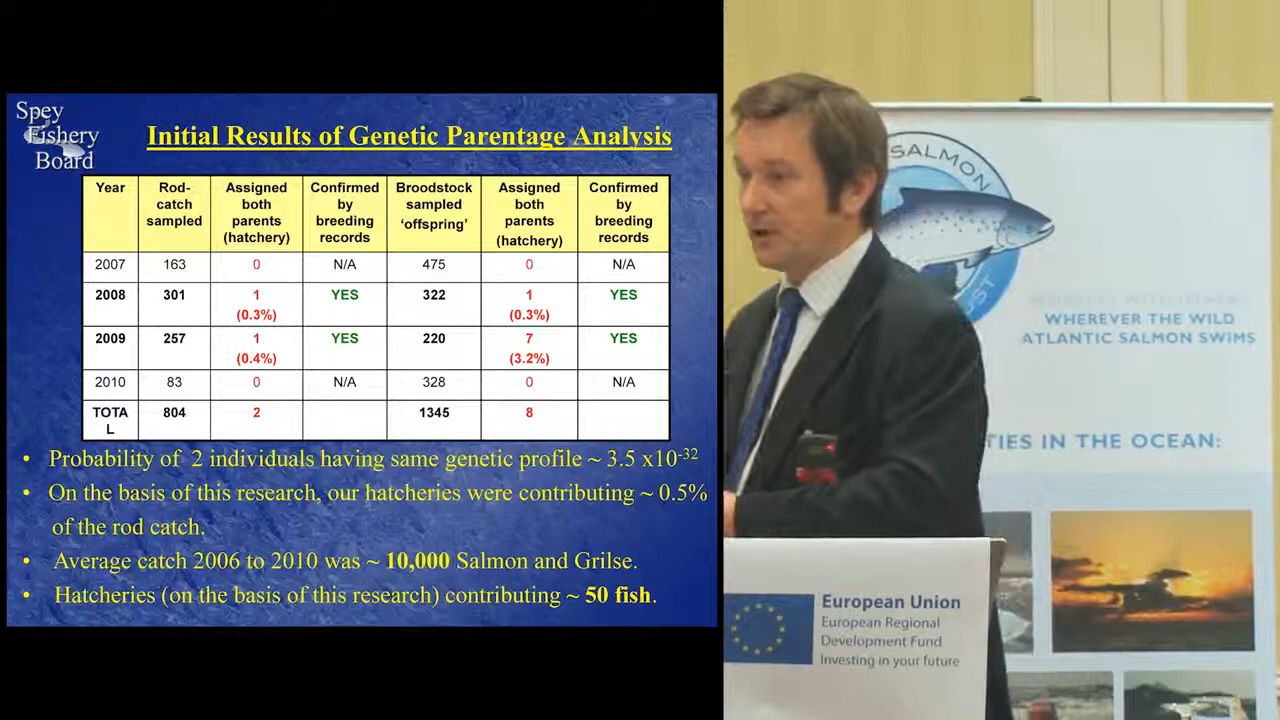 Spey
Fishery
Board
Initial Results of Genetic Parentage Analysis
Year Rod-catch sampled Assigned both parents (hatchery) Confirmed by breeding records Broodstock sampled ‘offspring’ Assigned both parents (hatchery) Confirmed by breeding records
2007 163 0 N/A 475 0 N/A
2008 301 1 (0.3%) YES 322 1 (0.3%) YES
2009 257 1 (0.4%) YES 220 7 (3.2%) YES
2010 83 0 N/A 328 0 N/A
TOTAL 804 2 1345 8
• Probability of 2 individuals having same genetic profile ~ 3.5 x10⁻³²
• On the basis of this research, our hatcheries were contributing ~ 0.5%
of the rod catch.
• Average catch 2006 to 2010 was ~ 10,000 Salmon and Grilse.
• Hatcheries (on the basis of this research) contributing ~ 50 fish.
SALMON
WHEREVER THE WILD
ATLANTIC SALMON SWIMS
TIES IN THE OCEAN:
European Union
European Regional
Development Fund
Investing in your future